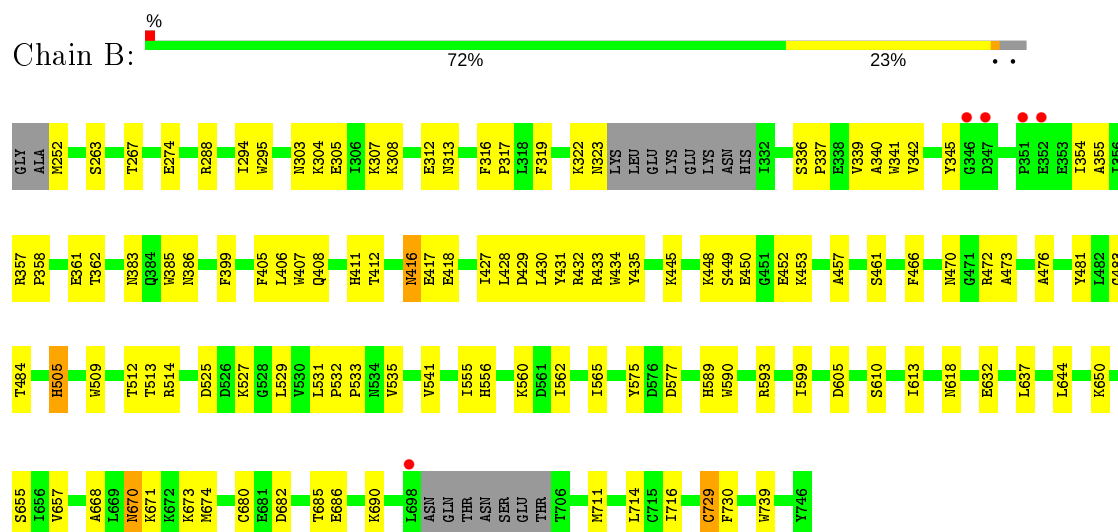 %
Chain B:
72% 23% • •
GLY ALA M252 S263 T267 E274 R288 I294 W295 N303 K304 E305 I306 K307 K308 E312 N313 F316 P317 L318 F319 K322 N323 LYS LEU GLU LYS GLU LYS ASN HIS I332 S336 P337 E338 V339 A340 W341 V342 Y345 G346 D347 P351 E352 E353 I354 A355 I356
R357 P358 E361 T362 N383 Q384 W385 N386 F399 F405 L406 W407 Q408 H411 T412 N416 E417 E418 I427 L428 D429 L430 Y431 R432 R433 W434 Y435 K445 K448 S449 E450 G451 E452 K453 A457 S461 F466 N470 G471 R472 A473 A476 Y481 L482 C483
T484 H505 W509 T512 T513 R514 D525 D526 K527 G528 L529 V530 L531 P532 P533 N534 V535 V541 I555 H556 K560 D561 I562 I565 Y575 D576 D577 H589 W590 R593 I599 D605 S610 I613 N618 E632 L637 L644 K650
S655 I656 V657 A668 L669 N670 K671 K672 K673 M674 C680 E681 D682 T685 E686 K690 L698 ASN GLN THR ASN SER GLU THR T706 M711 L714 C715 I716 C729 F730 W739 Y746